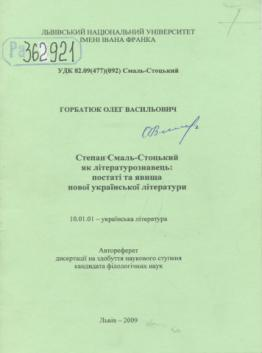 ЛЬВІВСЬКИЙ НАЦІОНАЛЬНИЙ УНІВЕРСИТЕТ
ІМЕНІ ІВАНА ФРАНКА
Ра 362921
УДК 82.09(477)(092) Смаль-Стоцький
ГОРБАТЮК ОЛЕГ ВАСИЛЬОВИЧ
Степан Смаль-Стоцький
як літературознавець:
постаті та явища
нової української літератури
10.01.01 – українська література
Автореферат
дисертації на здобуття наукового ступеня
кандидата філологічних наук
Львів – 2009